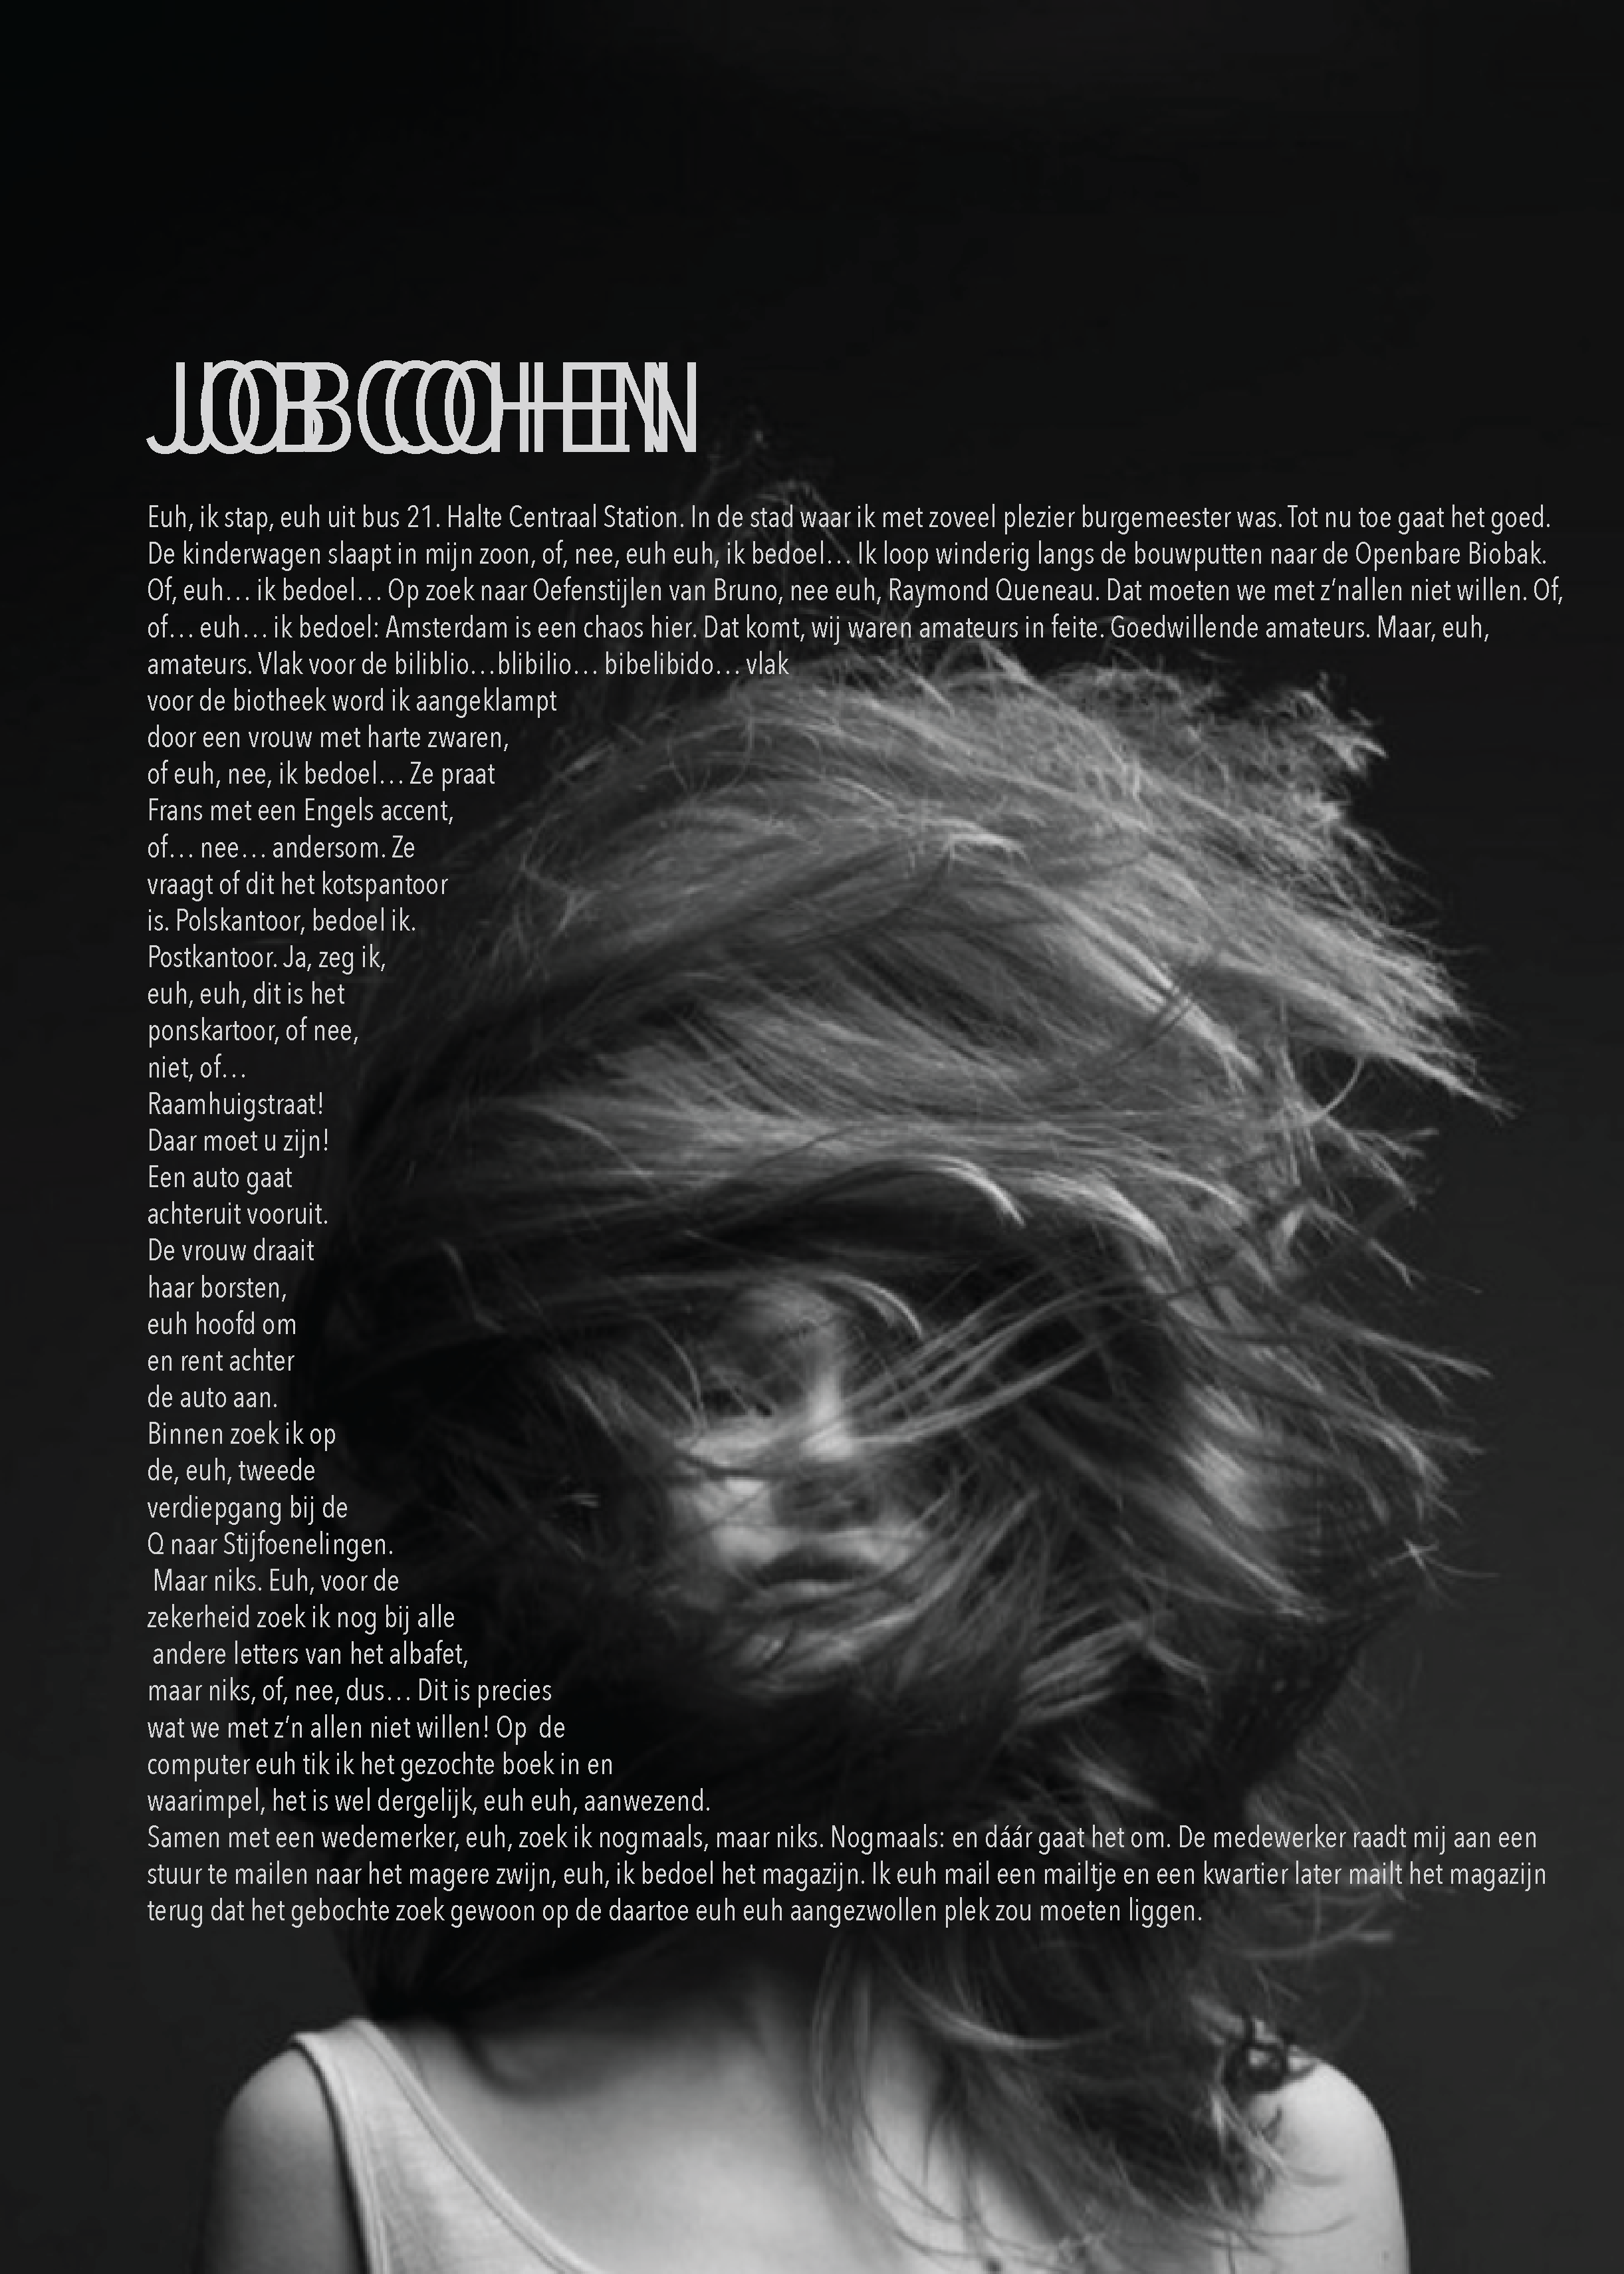 JOB COHEN
Euh, ik stap, euh uit bus 21. Halte Centraal Station. In de stad waar ik met zoveel plezier burgemeester was. Tot nu toe gaat het goed.
De kinderwagen slaapt in mijn zoon, of, nee, euh euh, ik bedoel… Ik loop winderig langs de bouwputten naar de Openbare Biobak.
Of, euh… ik bedoel… Op zoek naar Oefenstijlen van Bruno, nee euh, Raymond Queneau. Dat moeten we met z’nallen niet willen. Of,
of… euh… ik bedoel: Amsterdam is een chaos hier. Dat komt, wij waren amateurs in feite. Goedwillende amateurs. Maar, euh,
amateurs. Vlak voor de biliblio…blibilio… bibelibido… vlak
voor de biotheek word ik aangeklampt
door een vrouw met harte zwaren,
of euh, nee, ik bedoel… Ze praat
Frans met een Engels accent,
of… nee… andersom. Ze
vraagt of dit het kotspantoor
is. Polskantoor, bedoel ik.
Postkantoor. Ja, zeg ik,
euh, euh, dit is het
ponskartoor, of nee,
niet, of…
Raamhuigstraat!
Daar moet u zijn!
Een auto gaat
achteruit vooruit.
De vrouw draait
haar borsten,
euh hoofd om
en rent achter
de auto aan.
Binnen zoek ik op
de, euh, tweede
verdiepgang bij de
Q naar Stijfoenelingen.
Maar niks. Euh, voor de
zekerheid zoek ik nog bij alle
andere letters van het albafet,
maar niks, of, nee, dus… Dit is precies
wat we met z’n allen niet willen! Op de
computer euh tik ik het gezochte boek in en
waarimpel, het is wel dergelijk, euh euh, aanwezend.
Samen met een wedemerker, euh, zoek ik nogmaals, maar niks. Nogmaals: en dáár gaat het om. De medewerker raadt mij aan een
stuur te mailen naar het magere zwijn, euh, ik bedoel het magazijn. Ik euh mail een mailtje en een kwartier later mailt het magazijn
terug dat het gebochte zoek gewoon op de daartoe euh euh aangezwollen plek zou moeten liggen.